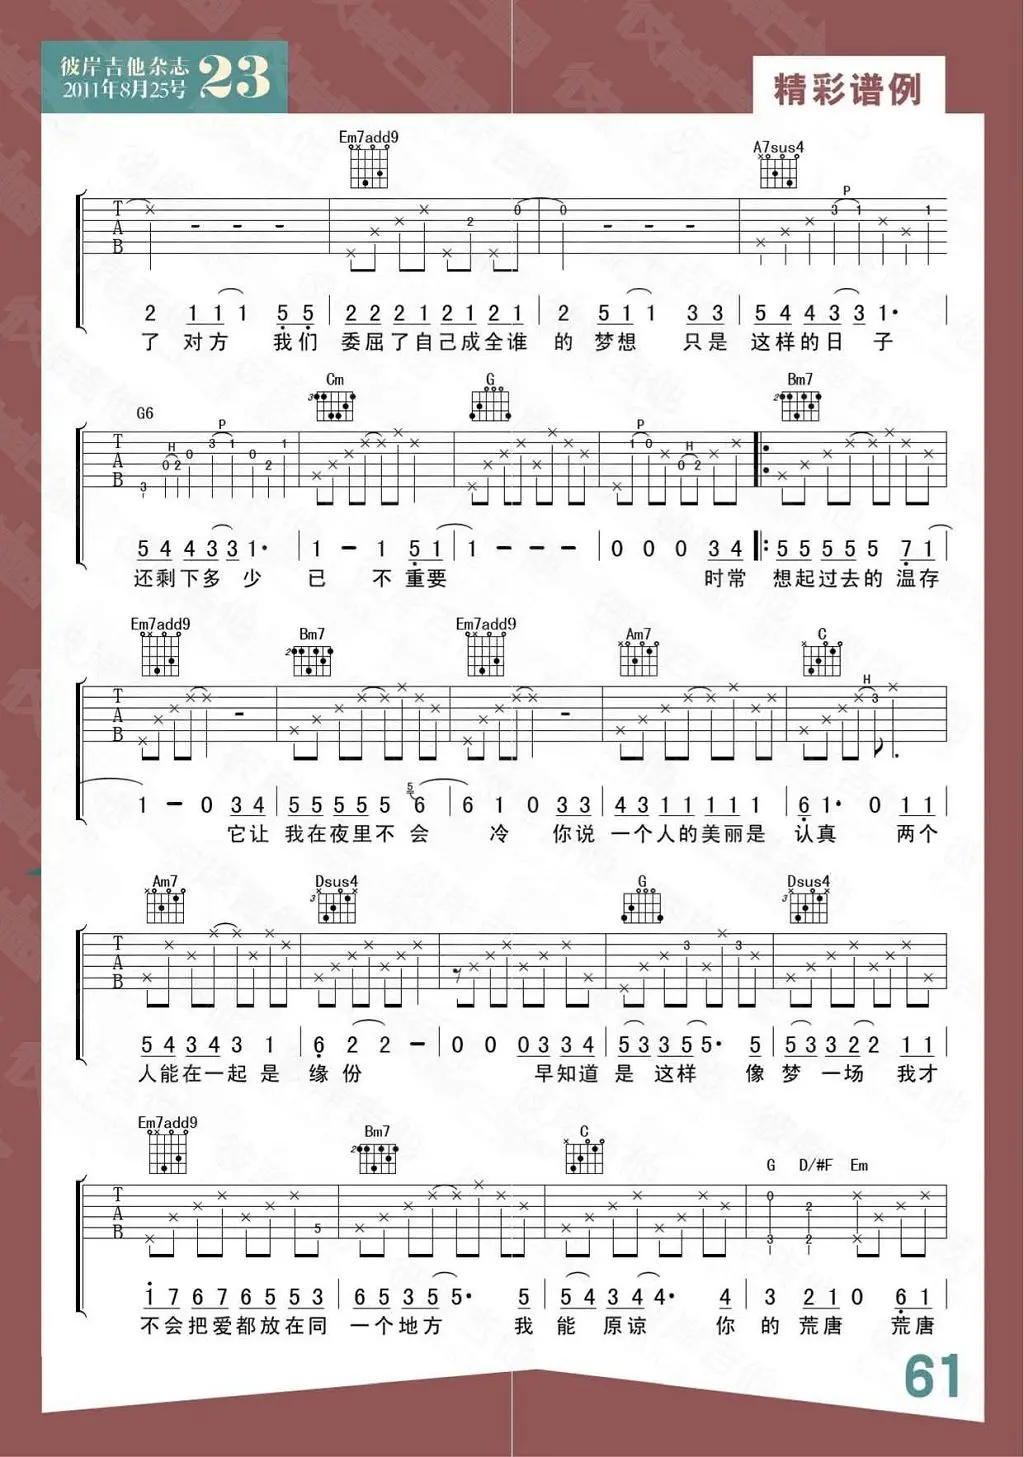 彼岸吉他杂志
2011年8月25号
23
精彩谱例
Em7add9 A7sus4
P
T
A
B
2 1 1 1 5 5 2 2 2 1 2 1 2 1 2 5 1 1 3 3 5 4 4 3 3 1·
了 对方 我们 委屈了自己成全谁 的 梦想 只是 这样的日 子
G6 Cm G Bm7
H P P H
T
A
B
5 4 4 3 3 1· 1 - 1 5 1 1 - - - 0 0 0 3 4 5 5 5 5 5 7 1
还剩下多 少 已 不 重要 时常 想起过去的 温存
Em7add9 Bm7 Em7add9 Am7 C
H
T
A
B
1 - 0 3 4 5 5 5 5 5 5 6 6 1 0 3 3 4 3 1 1 1 1 1 6 1· 0 1 1
它让 我在夜里不 会 冷 你说 一个人的美丽是 认真 两个
Am7 Dsus4 G Dsus4
T
A
B
5 4 3 4 3 1 6 2 2 - 0 0 0 3 3 4 5 3 3 5 5· 5 5 3 3 2 2 1 1
人能在一起 是 缘 份 早知道 是 这样 像 梦 一场 我才
Em7add9 Bm7 C G D/#F Em
T
A
B
1 7 6 7 6 5 5 3 6 5 3 5 5· 5 5 4 3 4 4· 4 3 2 1 0 6 1
不会把爱都放在同 一个地方 我 能 原谅 你 的 荒唐 荒唐
61